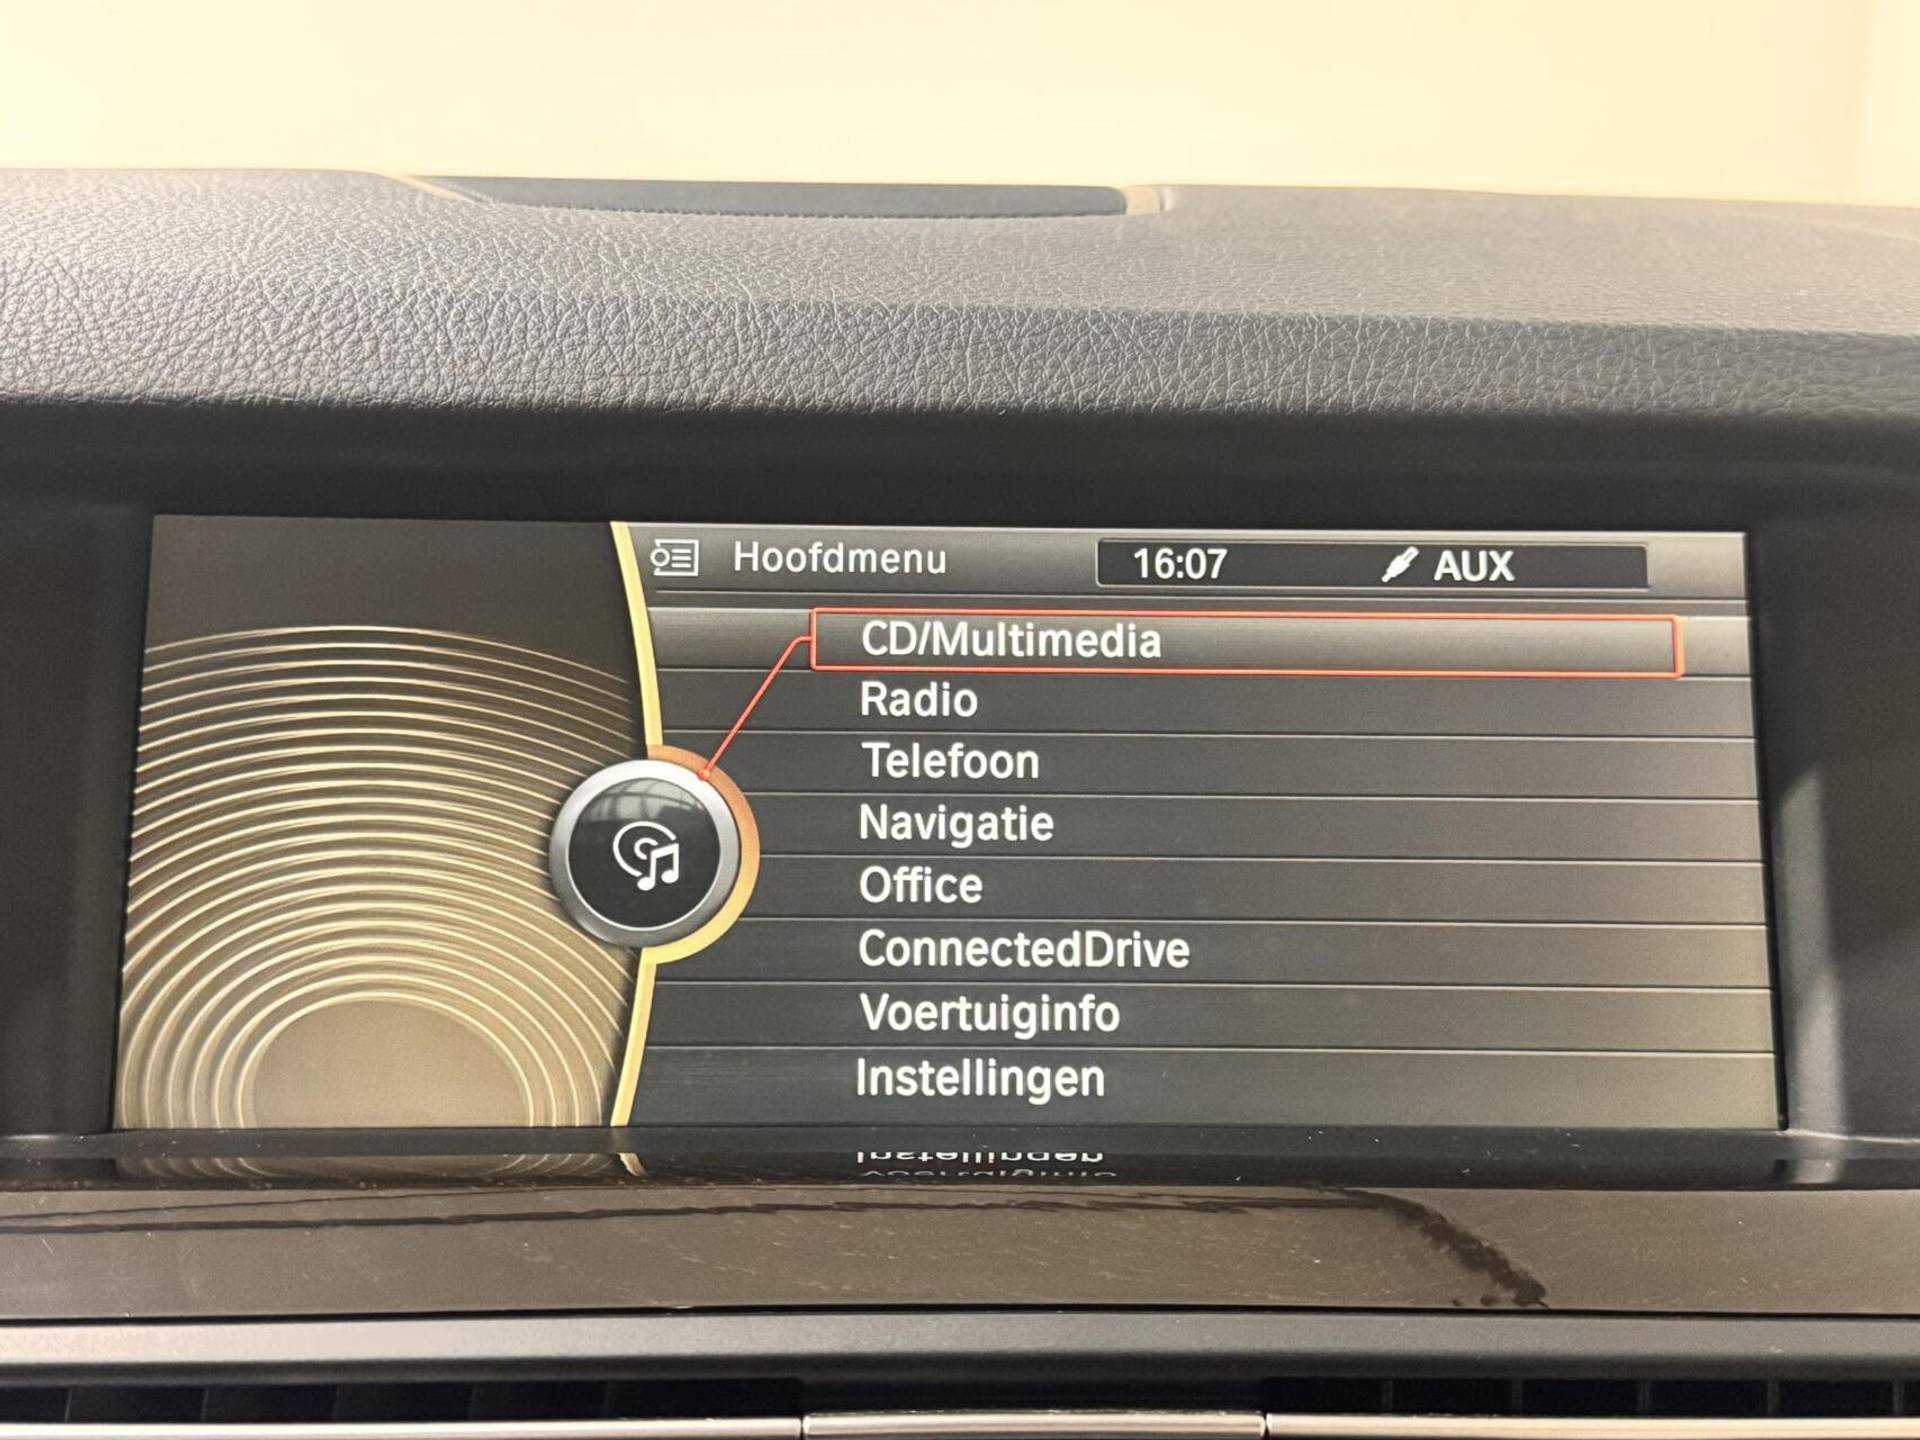 Hoofdmenu 16:07 AUX
CD/Multimedia
Radio
Telefoon
Navigatie
Office
ConnectedDrive
Voertuiginfo
Instellingen